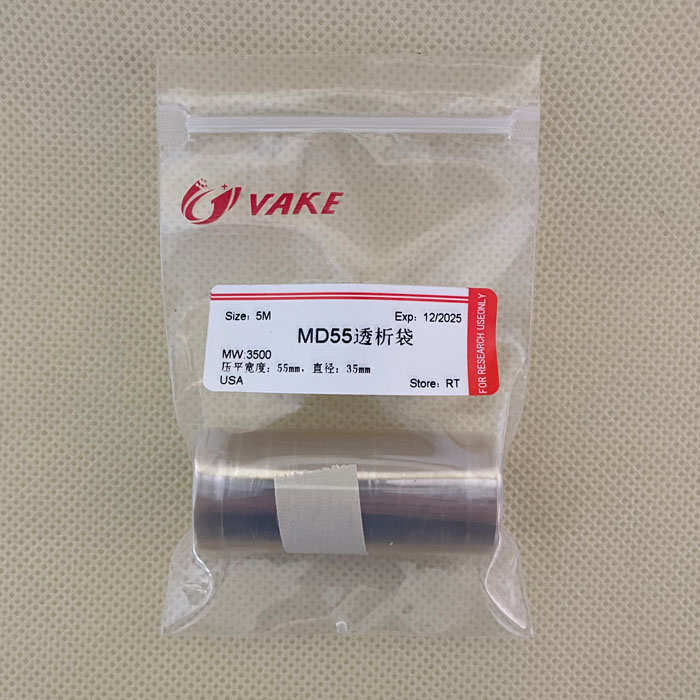 VAKE
Size: 5M
Exp: 12/2025
MD55透析袋
MW:3500
压平宽度: 55mm, 直径: 35mm
USA
Store: RT
FOR RESEARCH USEONLY